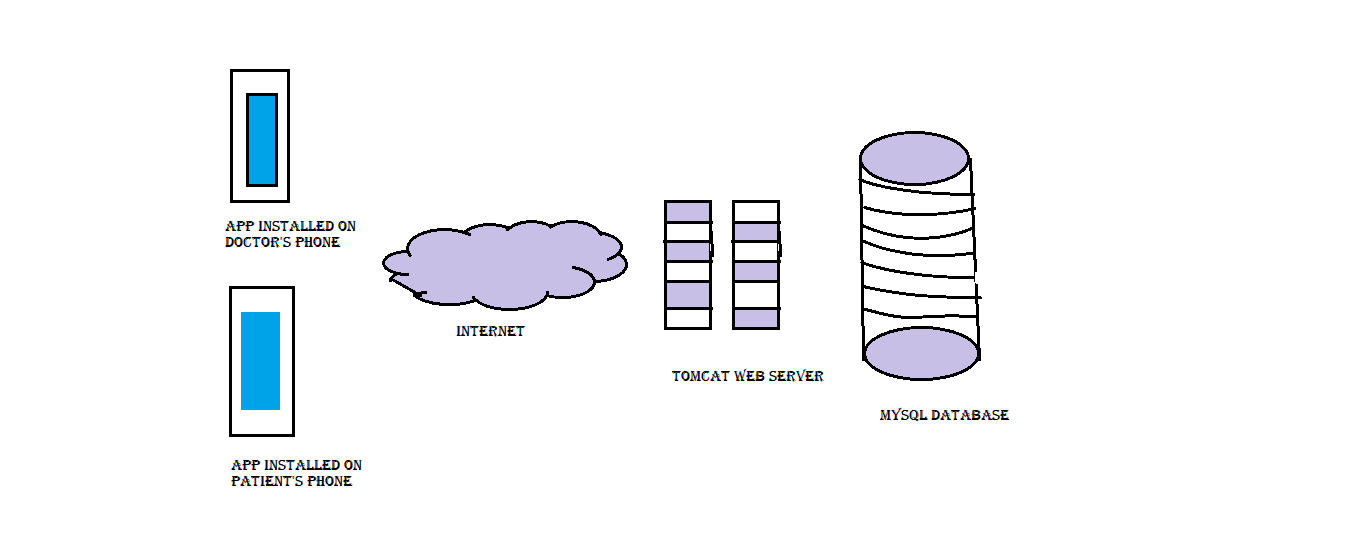 APP INSTALLED ON
DOCTOR'S PHONE
INTERNET
TOMCAT WEB SERVER
MYSQL DATABASE
APP INSTALLED ON
PATIENT'S PHONE